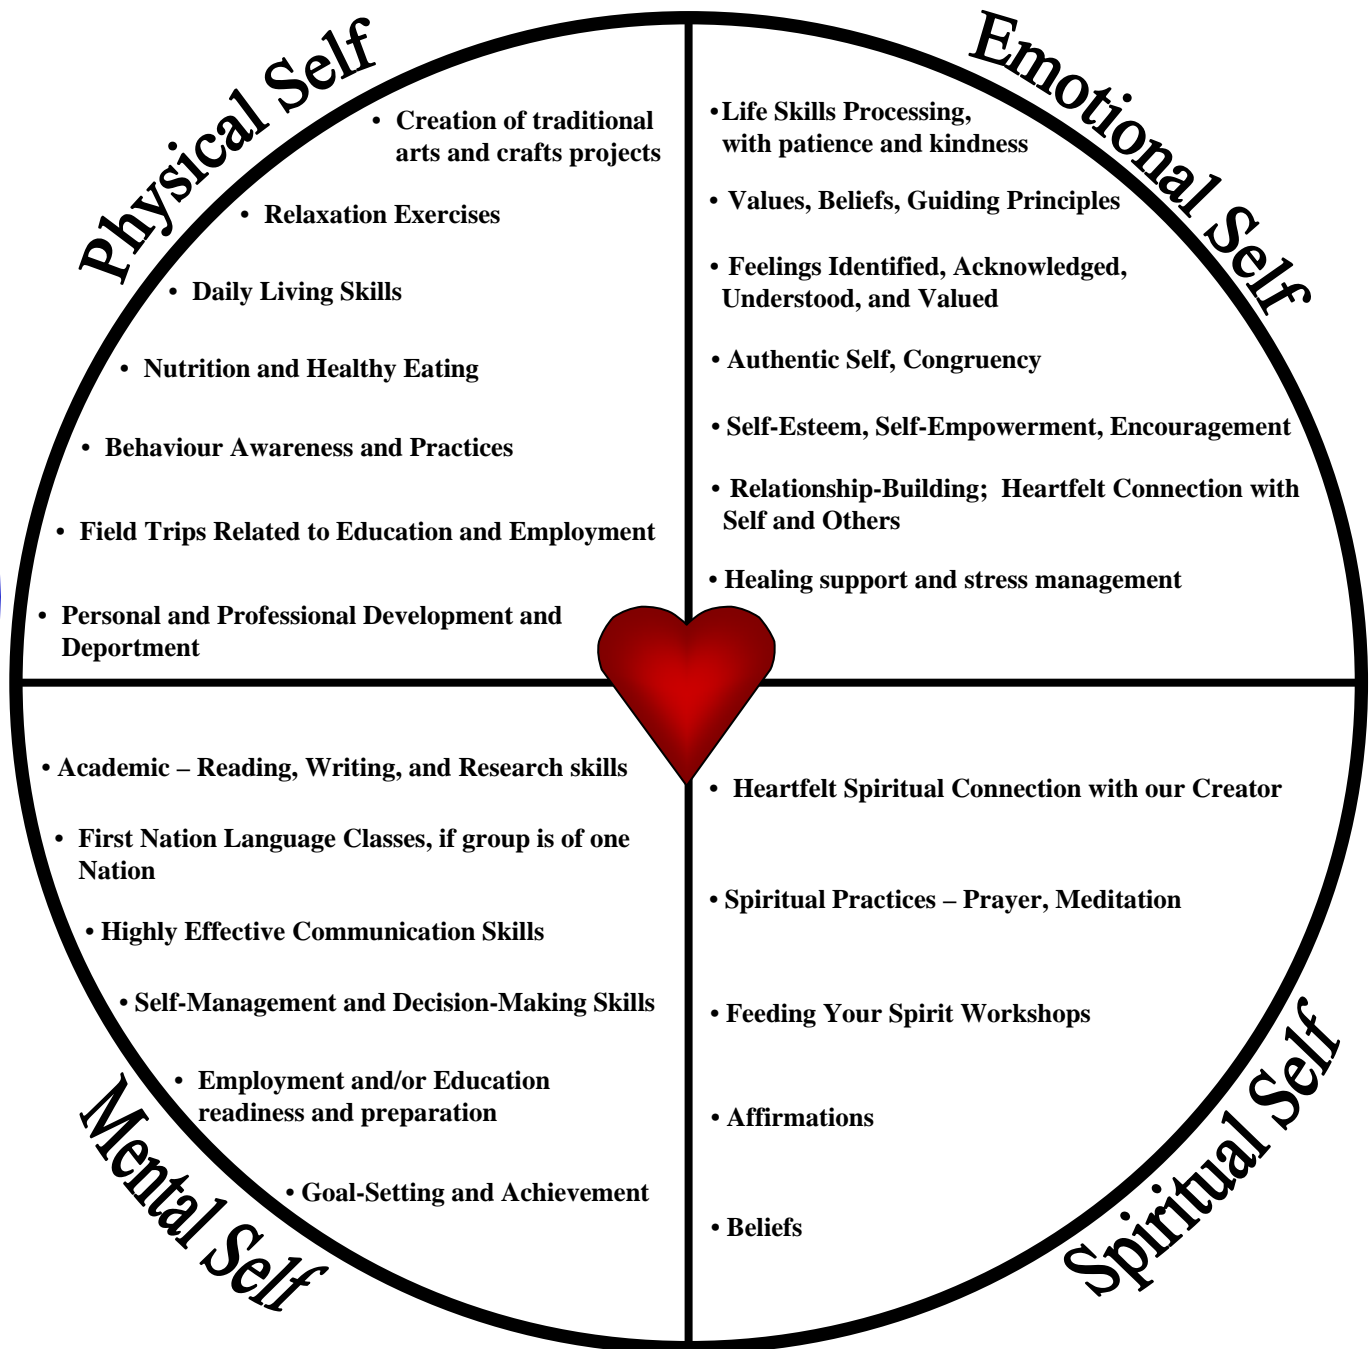 Physical Self
• Creation of traditional
arts and crafts projects
• Relaxation Exercises
• Daily Living Skills
• Nutrition and Healthy Eating
• Behaviour Awareness and Practices
• Field Trips Related to Education and Employment
• Personal and Professional Development and
Deportment
Emotional Self
•Life Skills Processing,
with patience and kindness
• Values, Beliefs, Guiding Principles
• Feelings Identified, Acknowledged,
Understood, and Valued
• Authentic Self, Congruency
• Self-Esteem, Self-Empowerment, Encouragement
• Relationship-Building; Heartfelt Connection with
Self and Others
• Healing support and stress management
Mental Self
• Academic – Reading, Writing, and Research skills
• First Nation Language Classes, if group is of one
Nation
• Highly Effective Communication Skills
• Self-Management and Decision-Making Skills
• Employment and/or Education
readiness and preparation
• Goal-Setting and Achievement
Spiritual Self
• Heartfelt Spiritual Connection with our Creator
• Spiritual Practices – Prayer, Meditation
• Feeding Your Spirit Workshops
• Affirmations
• Beliefs